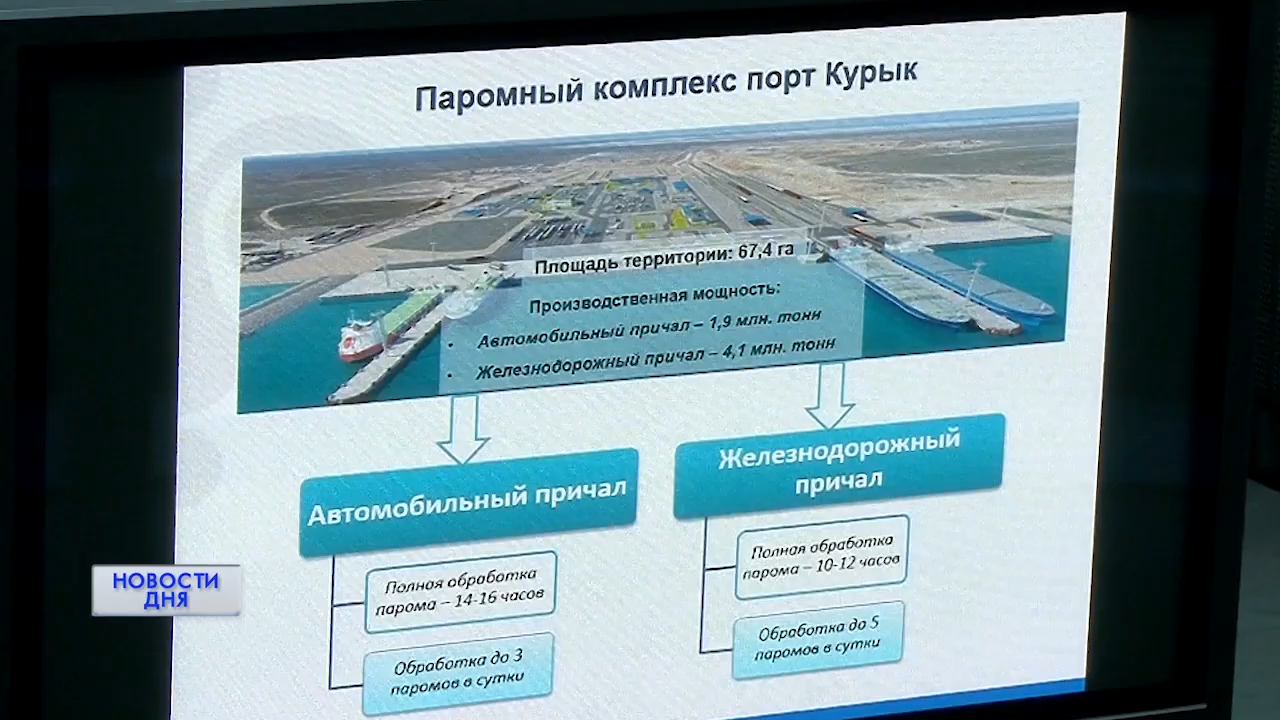 Паромный комплекс порт Курык
Площадь территории: 67,4 га
Производственная мощность:
• Автомобильный причал – 1,9 млн. тонн
• Железнодорожный причал – 4,1 млн. тонн
Автомобильный причал
Полная обработка
парома – 14-16 часов
Обработка до 3
паромов в сутки
Железнодорожный
причал
Полная обработка
парома – 10-12 часов
Обработка до 5
паромов в сутки
НОВОСТИ
ДНЯ